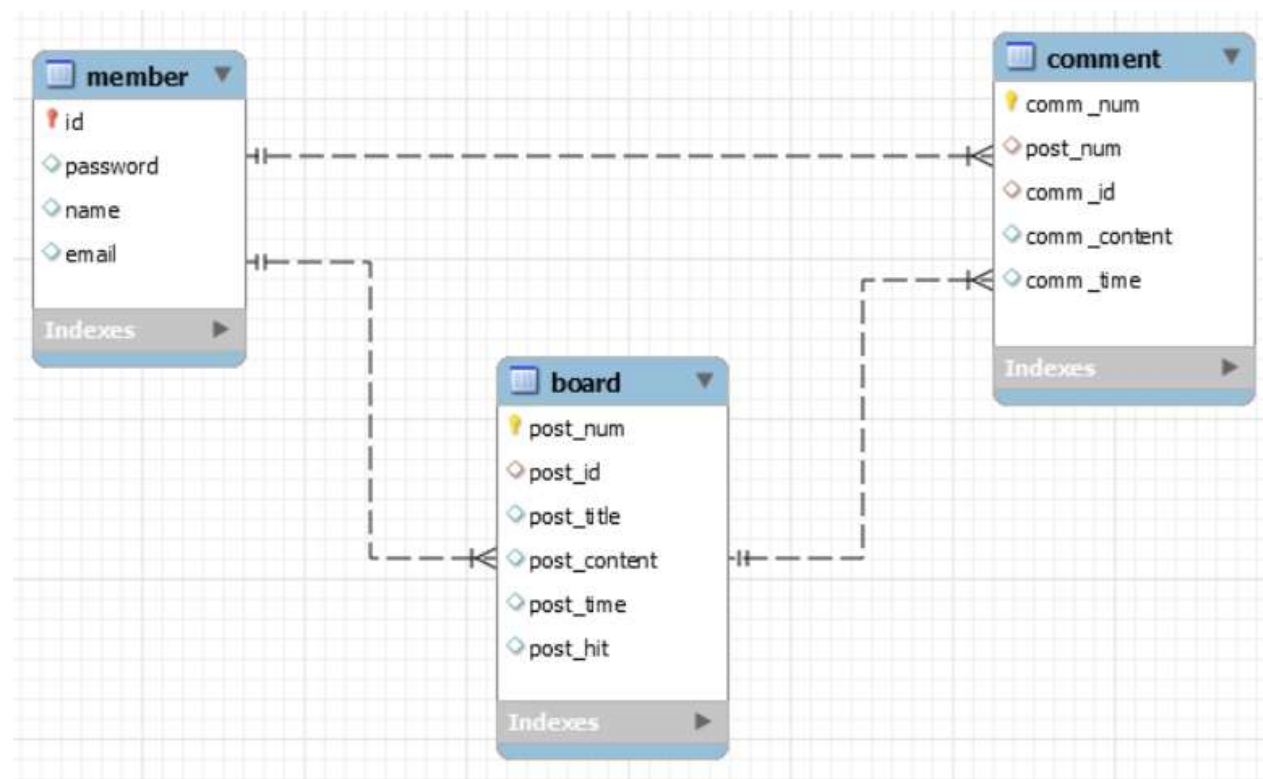 member
id
password
name
email
Indexes
comment
comm_num
post_num
comm_id
comm_content
comm_time
Indexes
board
post_num
post_id
post_title
post_content
post_time
post_hit
Indexes